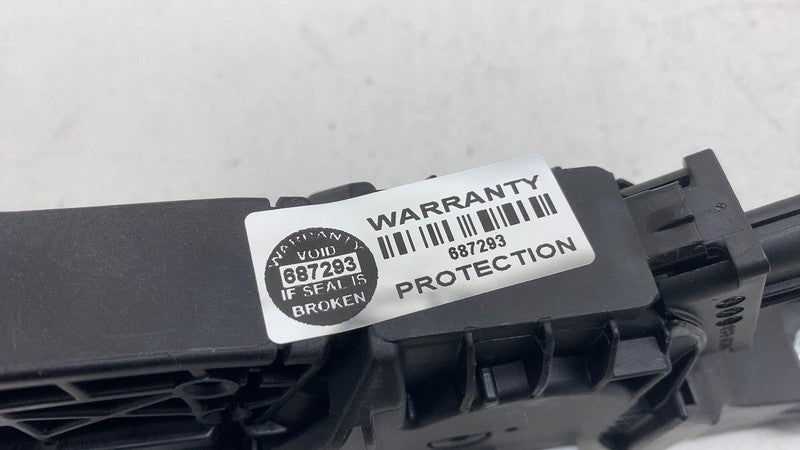 WARRANTY
VOID
687293
IF SEAL IS
BROKEN
WARRANTY
687293
PROTECTION